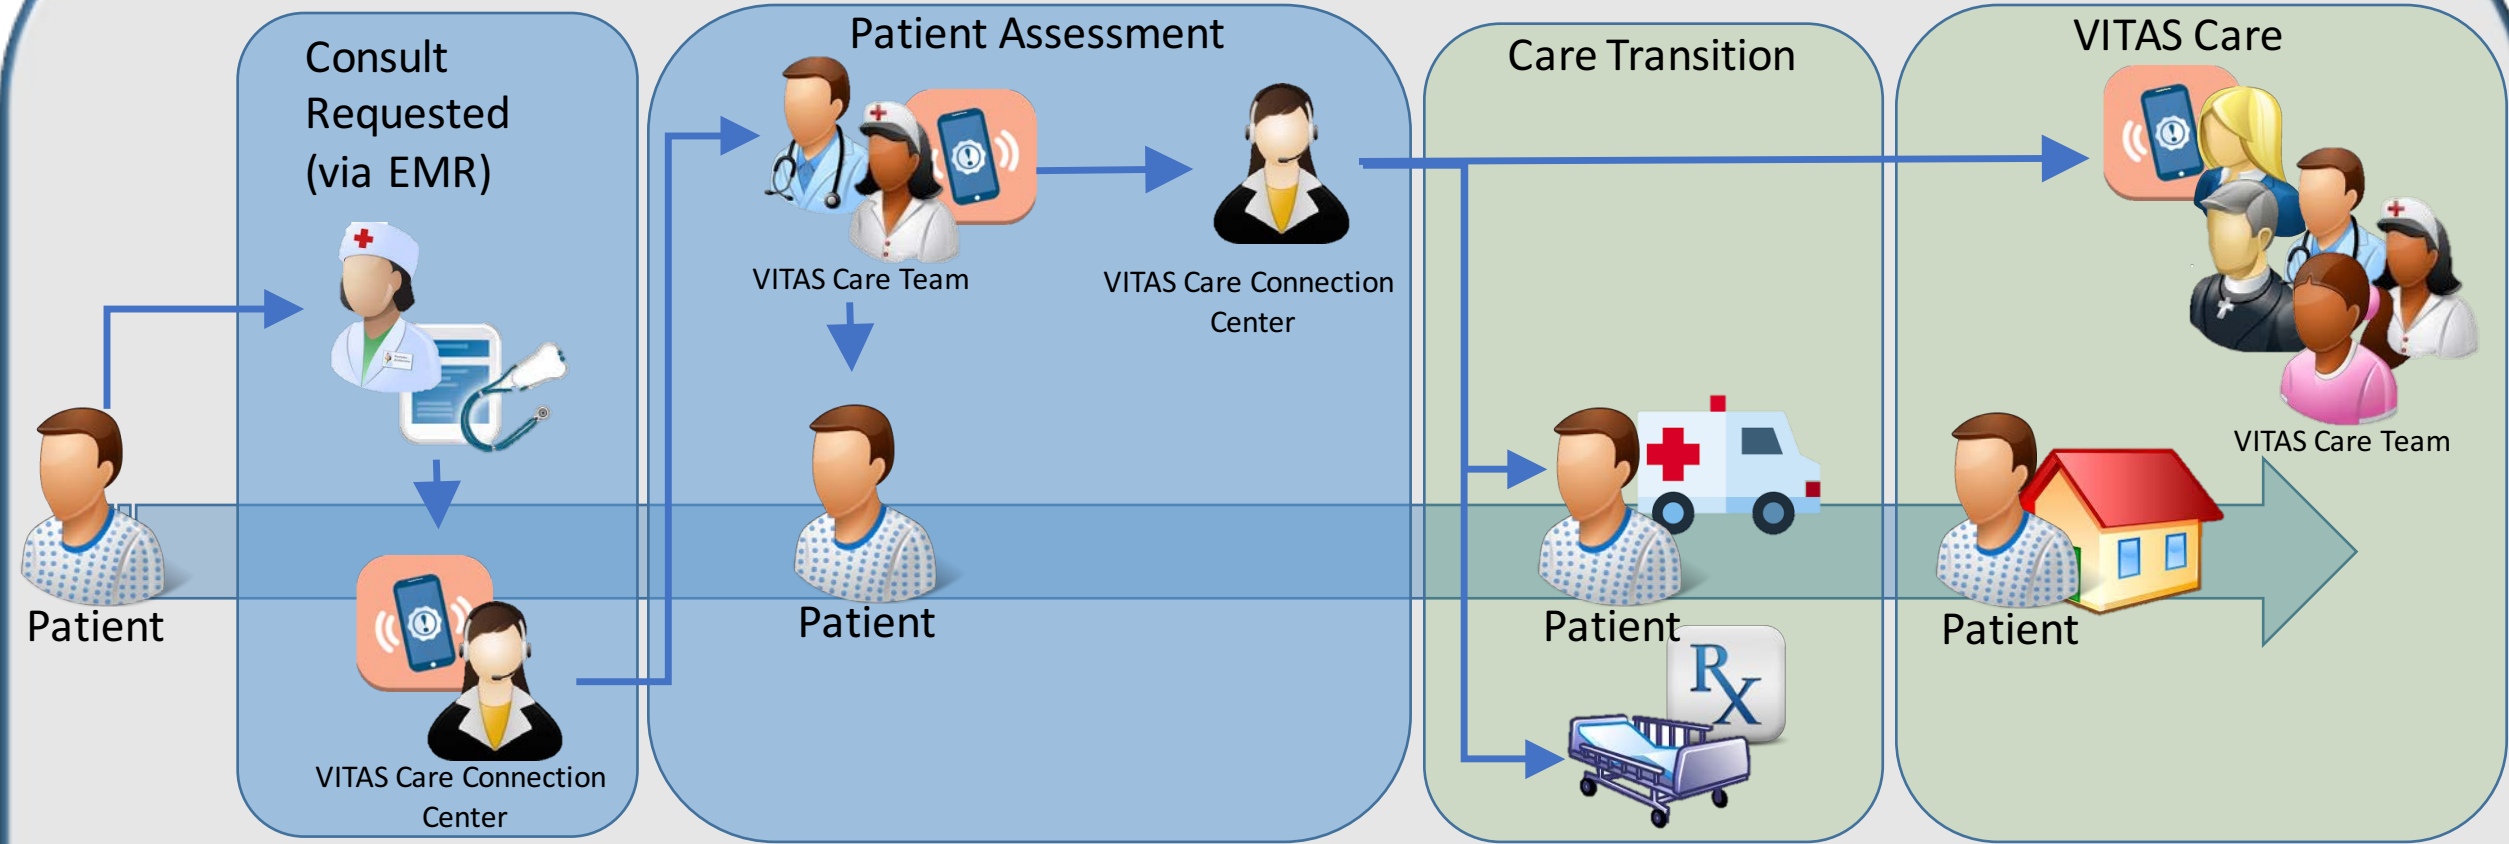 Consult
Requested
(via EMR)
Patient
VITAS Care Connection
Center
Patient Assessment
VITAS Care Team
VITAS Care Connection
Center
Patient
Care Transition
Patient
Rx
VITAS Care
VITAS Care Team
Patient